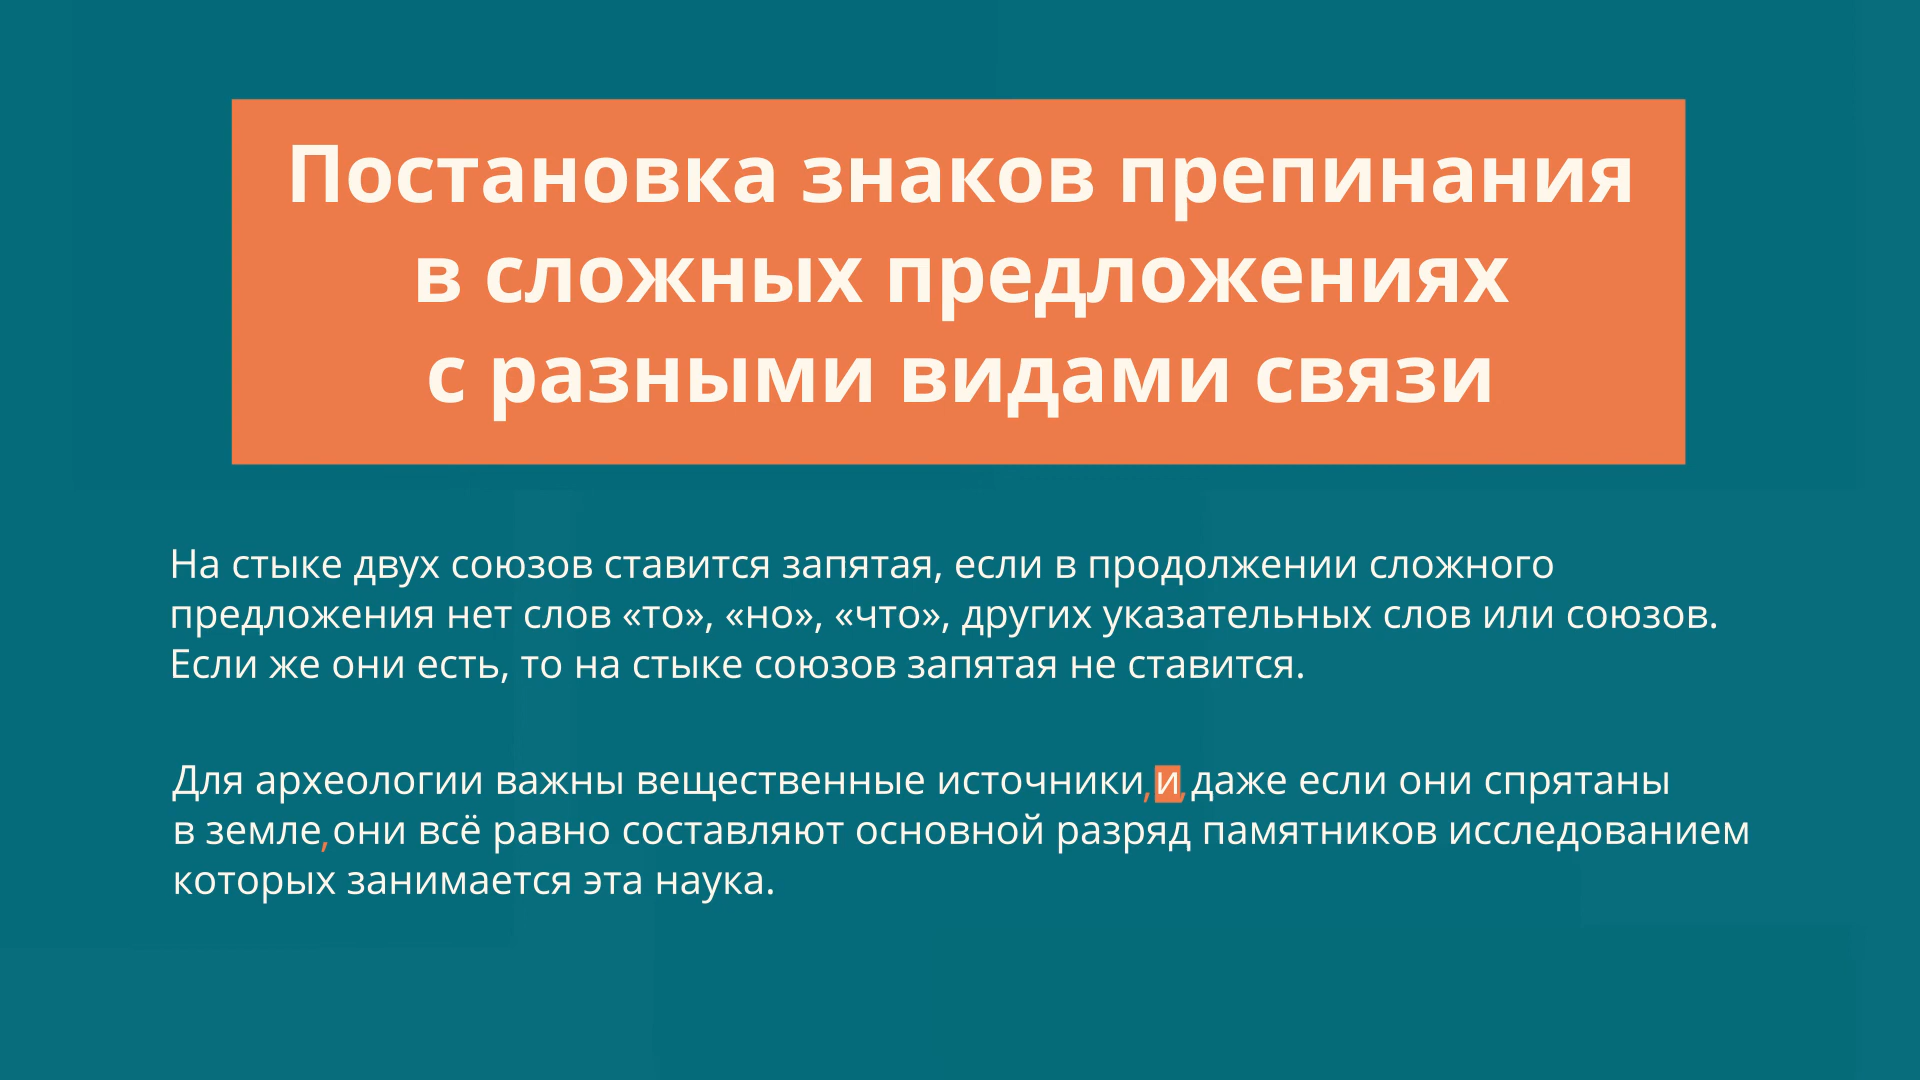 Постановка знаков препинания
в сложных предложениях
с разными видами связи
На стыке двух союзов ставится запятая, если в продолжении сложного
предложения нет слов «то», «но», «что», других указательных слов или союзов.
Если же они есть, то на стыке союзов запятая не ставится.
Для археологии важны вещественные источники, и, даже если они спрятаны
в земле, они всё равно составляют основной разряд памятников исследованием
которых занимается эта наука.